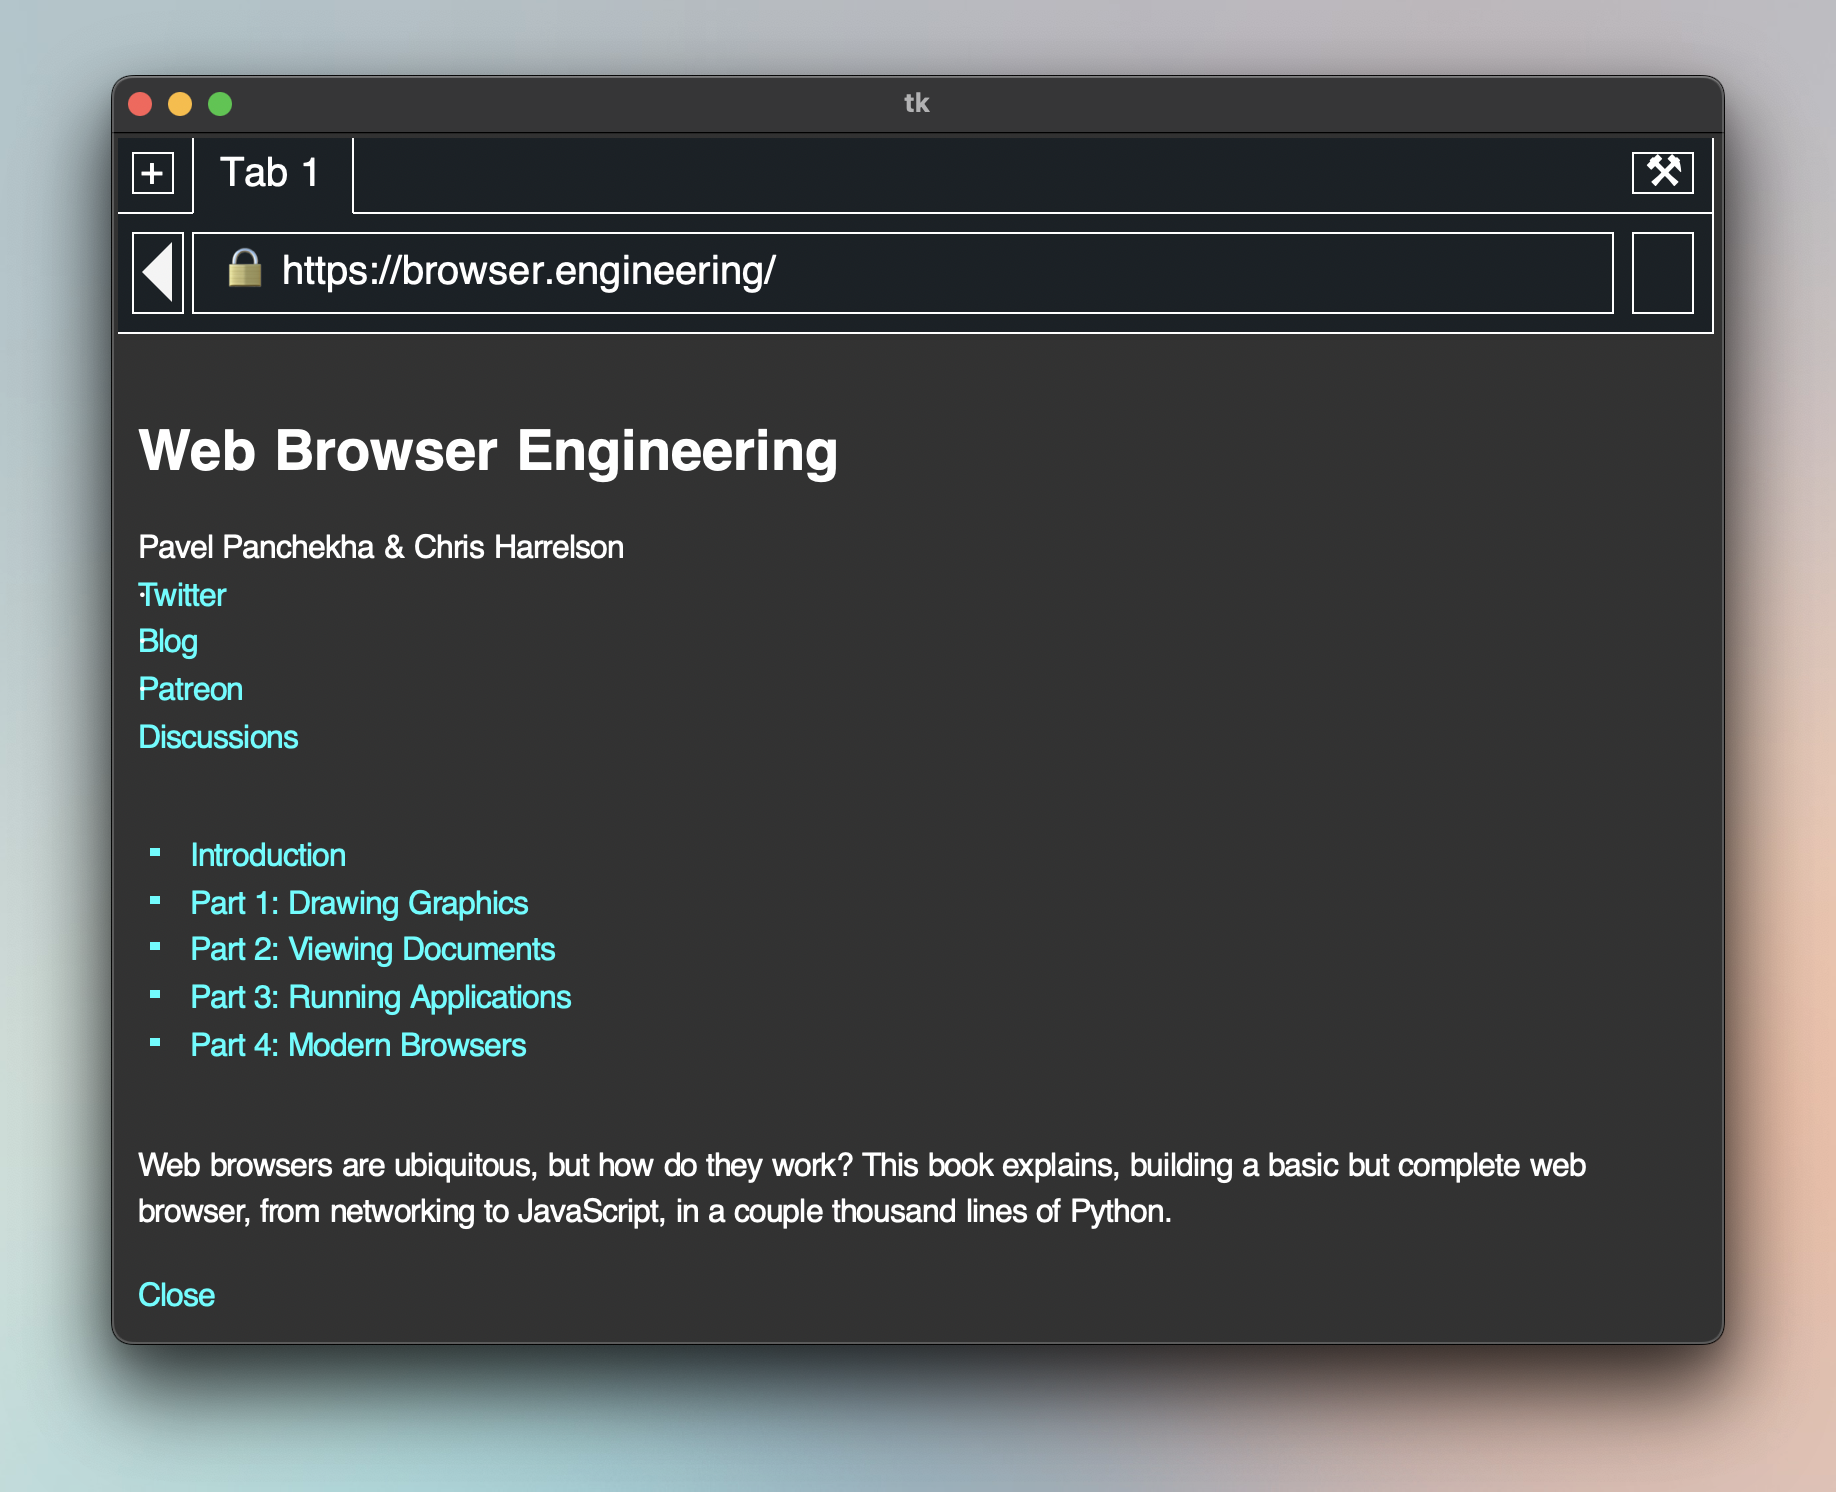 tk
+ Tab 1
https://browser.engineering/
Web Browser Engineering
Pavel Panchekha & Chris Harrelson
Twitter
Blog
Patreon
Discussions
Introduction
Part 1: Drawing Graphics
Part 2: Viewing Documents
Part 3: Running Applications
Part 4: Modern Browsers
Web browsers are ubiquitous, but how do they work? This book explains, building a basic but complete web
browser, from networking to JavaScript, in a couple thousand lines of Python.
Close